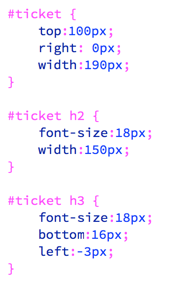 #ticket {
    top:100px;
    right: 0px;
    width:190px;
}

#ticket h2 {
    font-size:18px;
    width:150px;
}

#ticket h3 {
    font-size:18px;
    bottom:16px;
    left:-3px;
}